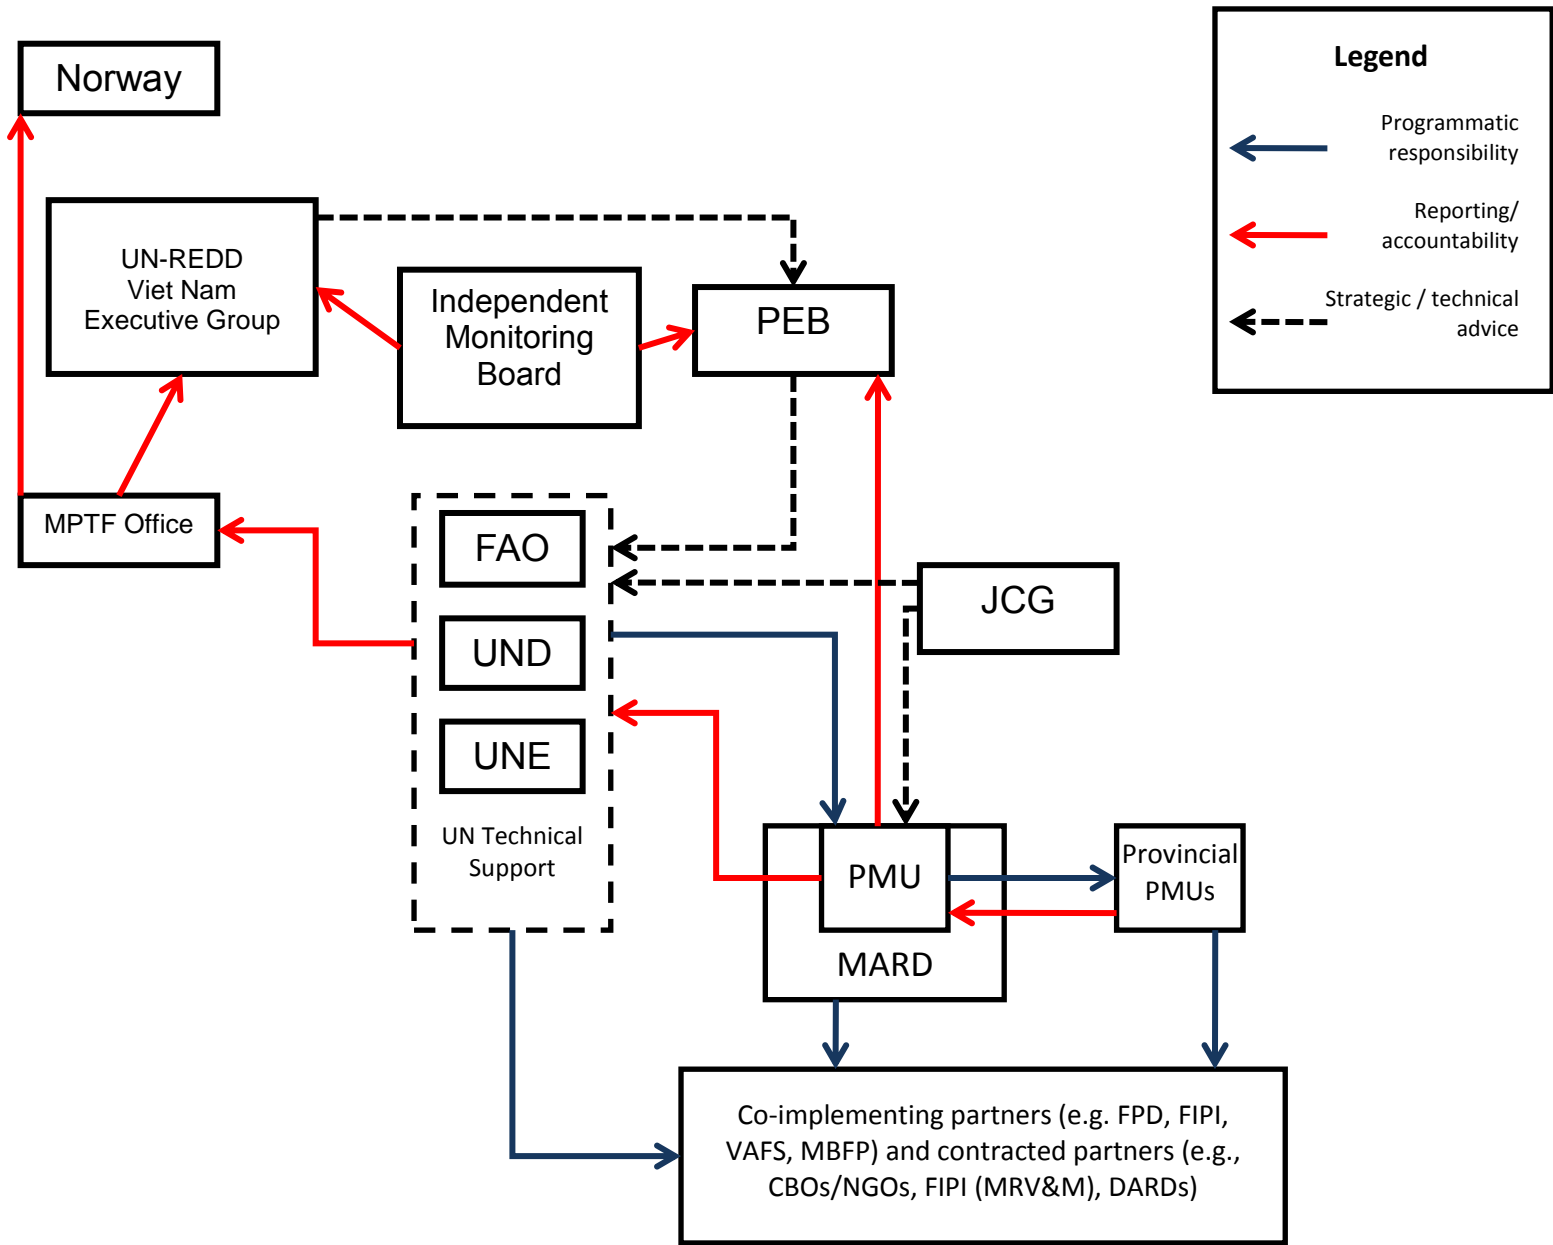 Norway
Legend
Programmatic
responsibility
Reporting/
accountability
Strategic / technical
advice
UN-REDD
Viet Nam
Executive Group
Independent
Monitoring
Board
PEB
MPTF Office
FAO
UND
UNE
UN Technical
Support
JCG
PMU
MARD
Provincial
PMUs
Co-implementing partners (e.g. FPD, FIPI,
VAFS, MBFP) and contracted partners (e.g.,
CBOs/NGOs, FIPI (MRV&M), DARDs)